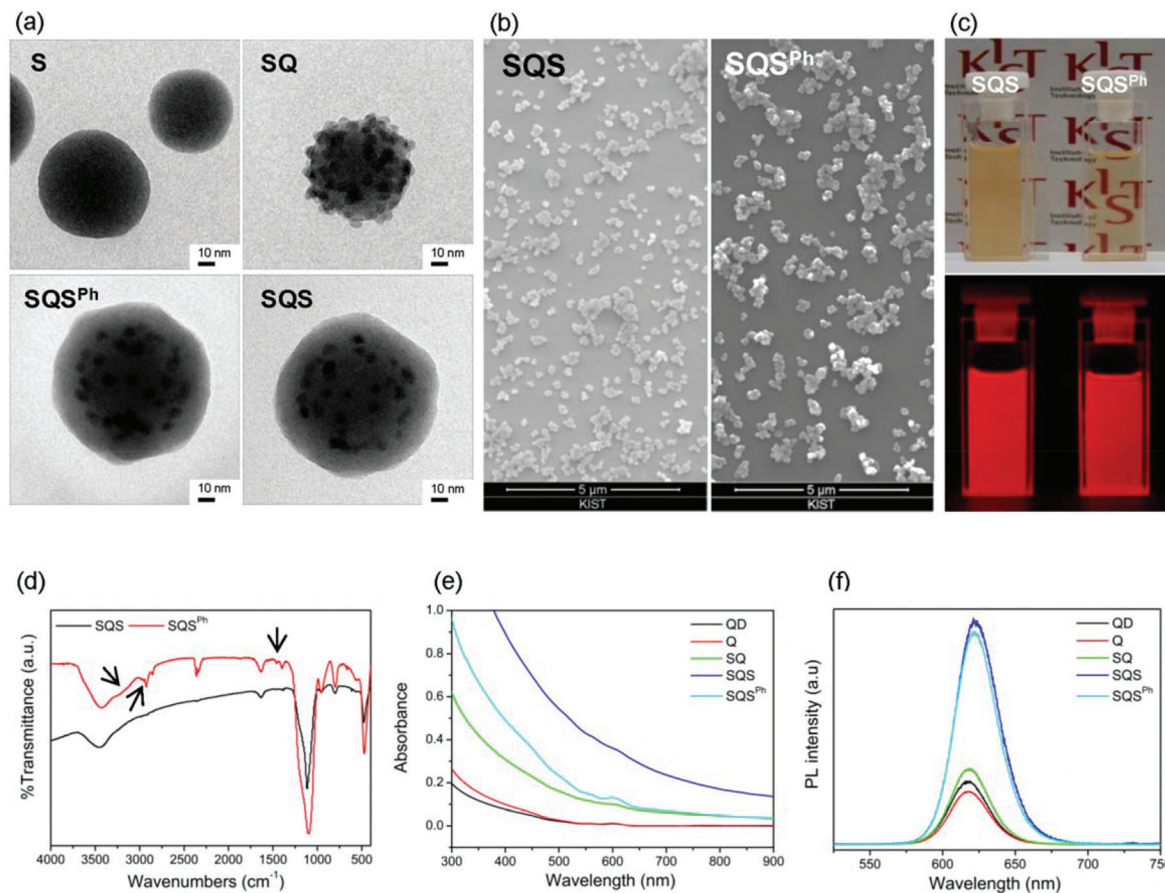 (a)
S
10 nm
SQ
10 nm
SQS^Ph
10 nm
SQS
10 nm
(b)
SQS
5 µm
KIST
SQS^Ph
5 µm
KIST
(c)
SQS
SQS^Ph
KIST
Technology
(d)
SQS SQS^Ph
%Transmittance (a.u.)
4000 3500 3000 2500 2000 1500 1000 500
Wavenumbers (cm⁻¹)
(e)
QD
Q
SQ
SQS
SQS^Ph
Absorbance
1.0
0.8
0.6
0.4
0.2
0.0
300 400 500 600 700 800 900
Wavelength (nm)
(f)
QD
Q
SQ
SQS
SQS^Ph
PL intensity (a.u)
550 600 650 700 750
Wavelength (nm)